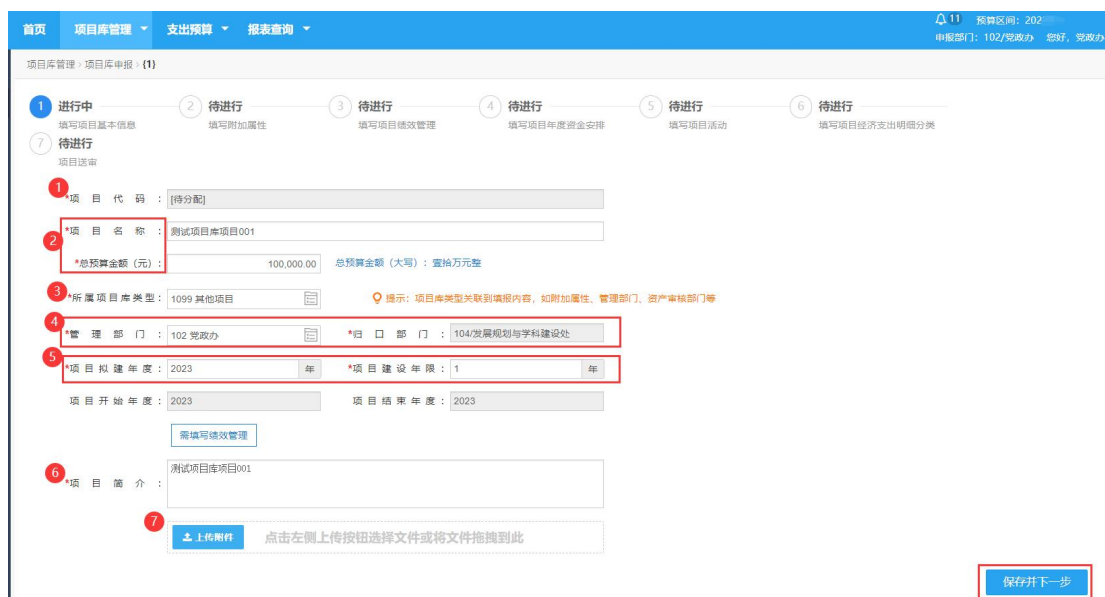 首页 项目库管理 支出预算 报表查询 11 预算区间: 202
申报部门: 102/党政办 您好, 党政办
项目库管理 > 项目库申报 > {1}
1 进行中 2 待进行 3 待进行 4 待进行 5 待进行 6 待进行
填写项目基本信息 填写附加属性 填写项目绩效管理 填写项目年度资金安排 填写项目活动 填写项目经济支出明细分类
7 待进行
项目送审
1 *项目代码: [待分配]
2 *项目名称: 测试项目库项目001
*总预算金额（元）: 100,000.00 总预算金额（大写）: 壹拾万元整
3 *所属项目库类型: 1099 其他项目 提示: 项目库类型关联到填报内容, 如附加属性、管理部门、资产审核部门等
4 *管理部门: 102 党政办 *归口部门: 104/发展规划与学科建设处
5 *项目拟建年度: 2023 年 *项目建设年限: 1 年
项目开始年度: 2023 项目结束年度: 2023
需填写绩效管理
6 *项目简介: 测试项目库项目001
7 上传附件 点击左侧上传按钮选择文件或将文件拖拽到此
保存并下一步